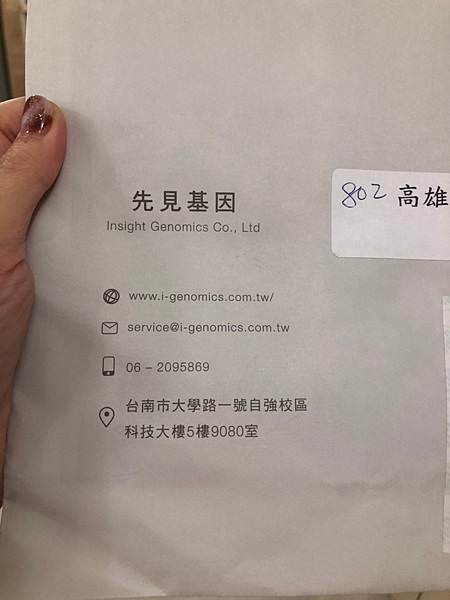 先見基因
Insight Genomics Co., Ltd
802 高雄
www.i-genomics.com.tw/
service@i-genomics.com.tw
06 – 2095869
台南市大學路一號自強校區
科技大樓5樓9080室